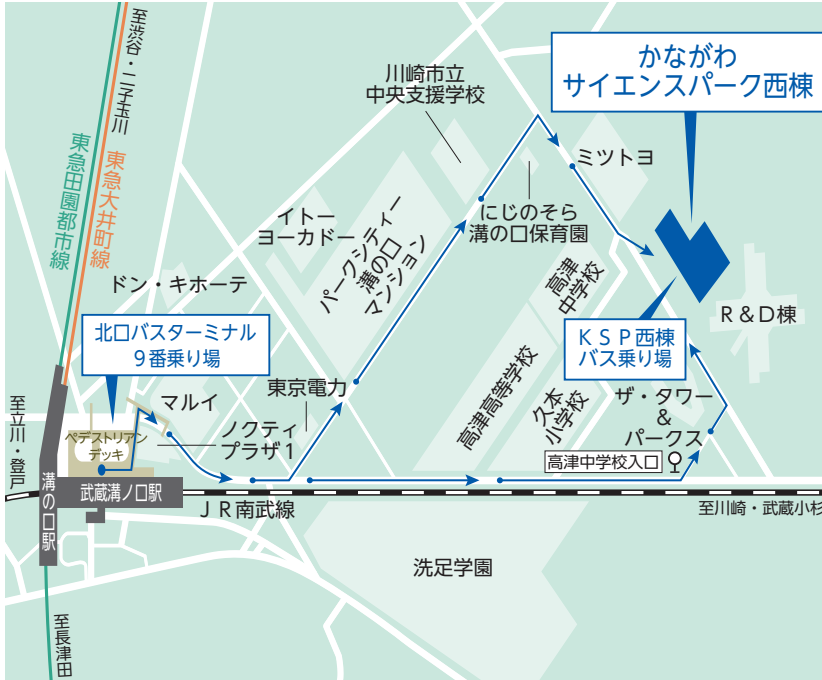 至渋谷・二子玉川
東急田園都市線
東急大井町線
川崎市立
中央支援学校
かながわ
サイエンスパーク西棟
ミツトヨ
イトー
ヨーカドー
パークシティー
溝の口
マンション
にじのそら
溝の口保育園
ドン・キホーテ
高津
中学校
R&D棟
北口バスターミナル
9番乗り場
KSP西棟
バス乗り場
マルイ
東京電力
高津高等学校
久本
小学校
ザ・タワー
&
パークス
至立川・登戸
ペデストリアン
デッキ
ノクティ
プラザ1
高津中学校入口
溝の口駅
武蔵溝ノ口駅
JR南武線
至川崎・武蔵小杉
洗足学園
至長津田